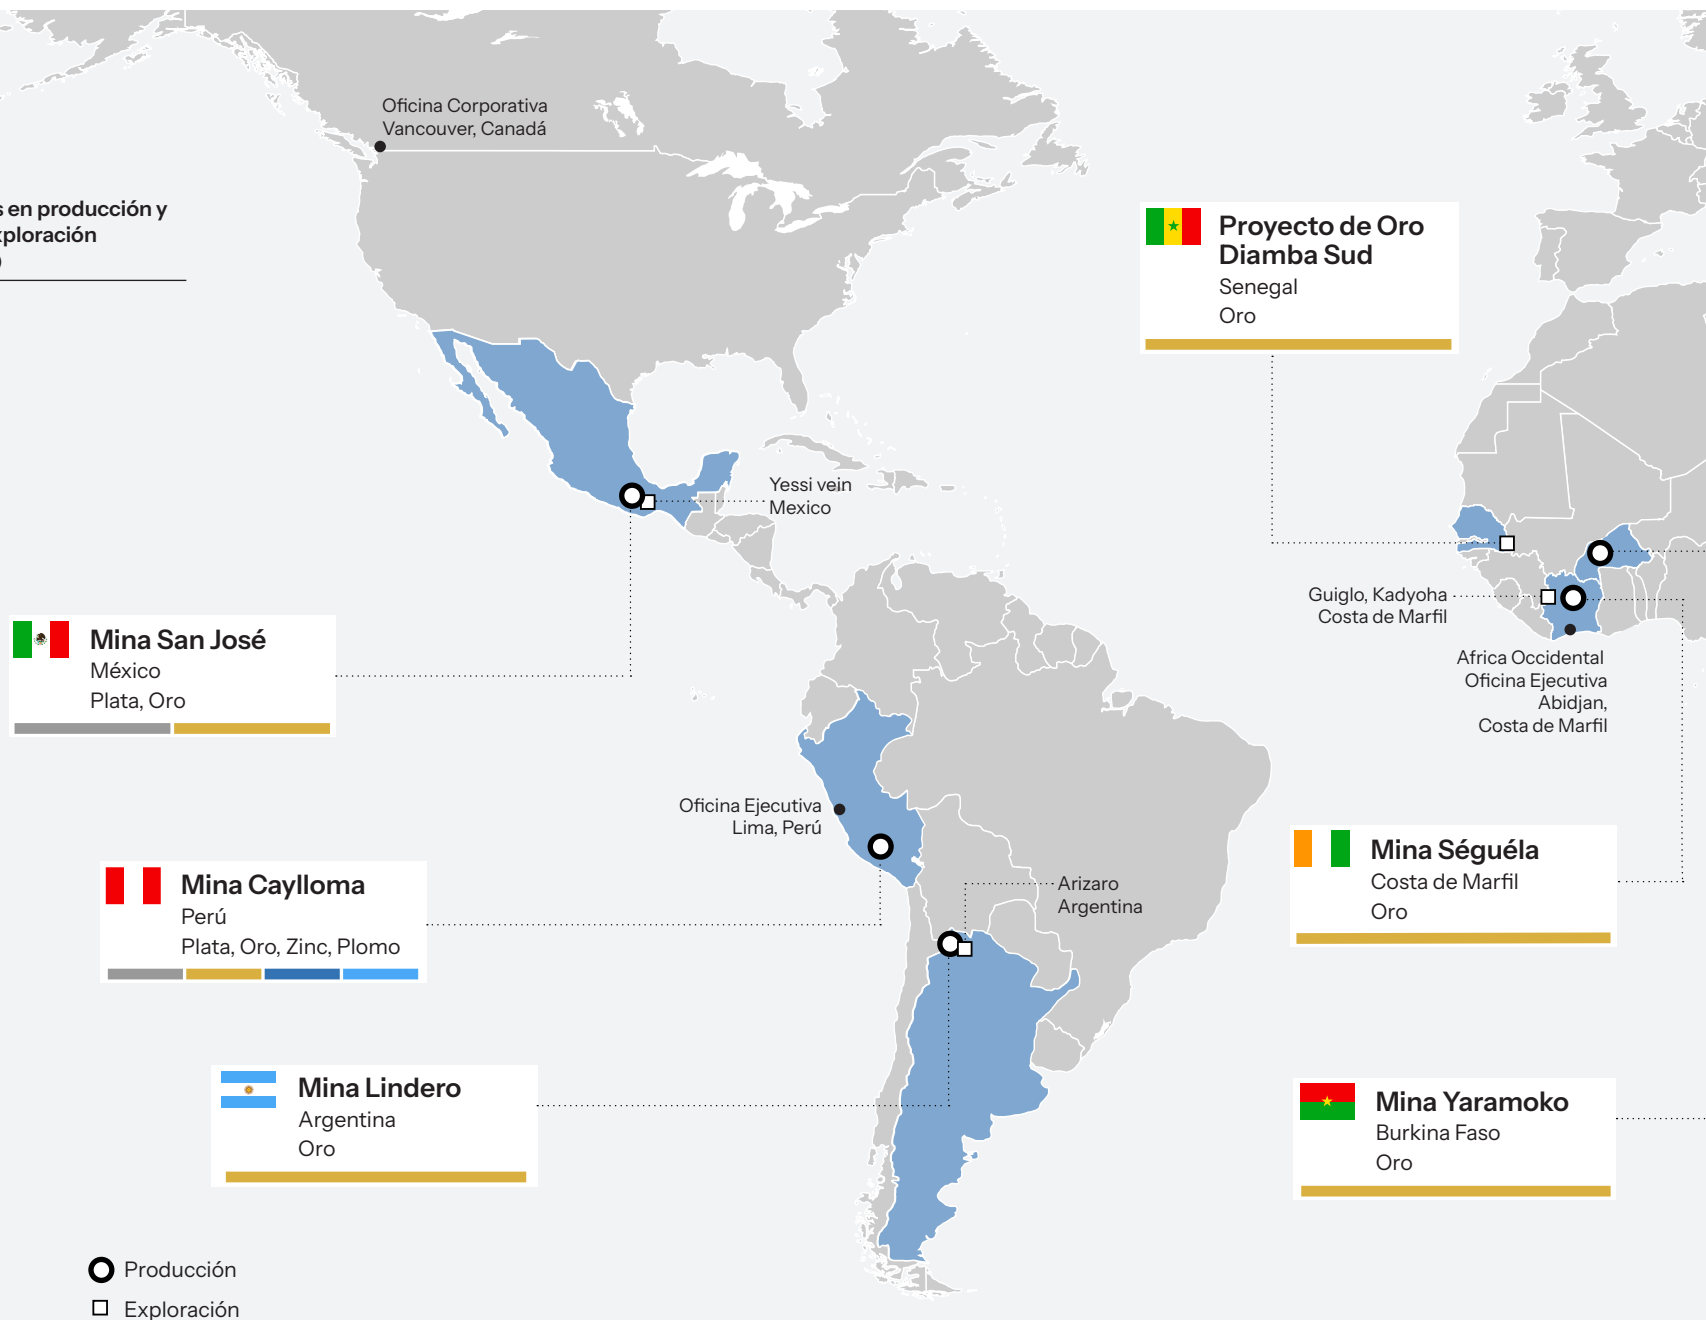 Oficina Corporativa
Vancouver, Canadá
en producción y
exploración
Proyecto de Oro
Diamba Sud
Senegal
Oro
Yessi vein
Mexico
Guiglo, Kadyoha
Costa de Marfil
Africa Occidental
Oficina Ejecutiva
Abidjan,
Costa de Marfil
Mina San José
México
Plata, Oro
Oficina Ejecutiva
Lima, Perú
Mina Caylloma
Perú
Plata, Oro, Zinc, Plomo
Arizaro
Argentina
Mina Séguéla
Costa de Marfil
Oro
Mina Lindero
Argentina
Oro
Mina Yaramoko
Burkina Faso
Oro
Producción
Exploración